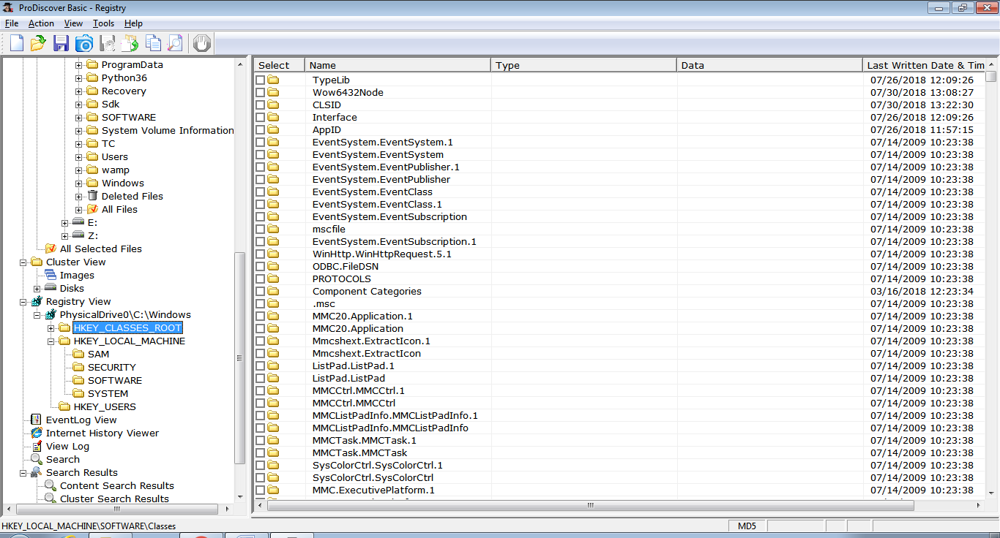 ProDiscover Basic - Registry
File Action View Tools Help
ProgramData
Python36
Recovery
Sdk
SOFTWARE
System Volume Information
TC
Users
wamp
Windows
Deleted Files
All Files
E:
Z:
All Selected Files
Cluster View
Images
Disks
Registry View
PhysicalDrive0\C:\Windows
HKEY_CLASSES_ROOT
HKEY_LOCAL_MACHINE
SAM
SECURITY
SOFTWARE
SYSTEM
HKEY_USERS
EventLog View
Internet History Viewer
View Log
Search
Search Results
Content Search Results
Cluster Search Results
Select Name Type Data Last Written Date & Tim
TypeLib 07/26/2018 12:09:26
Wow6432Node 07/30/2018 13:08:27
CLSID 07/30/2018 13:22:30
Interface 07/26/2018 12:09:26
AppID 07/26/2018 11:57:15
EventSystem.EventSystem.1 07/14/2009 10:23:38
EventSystem.EventSystem 07/14/2009 10:23:38
EventSystem.EventPublisher.1 07/14/2009 10:23:38
EventSystem.EventPublisher 07/14/2009 10:23:38
EventSystem.EventClass 07/14/2009 10:23:38
EventSystem.EventClass.1 07/14/2009 10:23:38
EventSystem.EventSubscription 07/14/2009 10:23:38
mscfile 07/14/2009 10:23:38
EventSystem.EventSubscription.1 07/14/2009 10:23:38
WinHttp.WinHttpRequest.5.1 07/14/2009 10:23:38
ODBC.FileDSN 07/14/2009 10:23:38
PROTOCOLS 07/14/2009 10:23:38
Component Categories 03/16/2018 12:23:34
.msc 07/14/2009 10:23:38
MMC20.Application.1 07/14/2009 10:23:38
MMC20.Application 07/14/2009 10:23:38
Mmcshext.ExtractIcon.1 07/14/2009 10:23:38
Mmcshext.ExtractIcon 07/14/2009 10:23:38
ListPad.ListPad.1 07/14/2009 10:23:38
ListPad.ListPad 07/14/2009 10:23:38
MMCCtrl.MMCCtrl.1 07/14/2009 10:23:38
MMCCtrl.MMCCtrl 07/14/2009 10:23:38
MMCListPadInfo.MMCListPadInfo.1 07/14/2009 10:23:38
MMCListPadInfo.MMCListPadInfo 07/14/2009 10:23:38
MMCTask.MMCTask.1 07/14/2009 10:23:38
MMCTask.MMCTask 07/14/2009 10:23:38
SysColorCtrl.SysColorCtrl.1 07/14/2009 10:23:38
SysColorCtrl.SysColorCtrl 07/14/2009 10:23:38
MMC.ExecutivePlatform.1 07/14/2009 10:23:38
HKEY_LOCAL_MACHINE\SOFTWARE\Classes
MD5